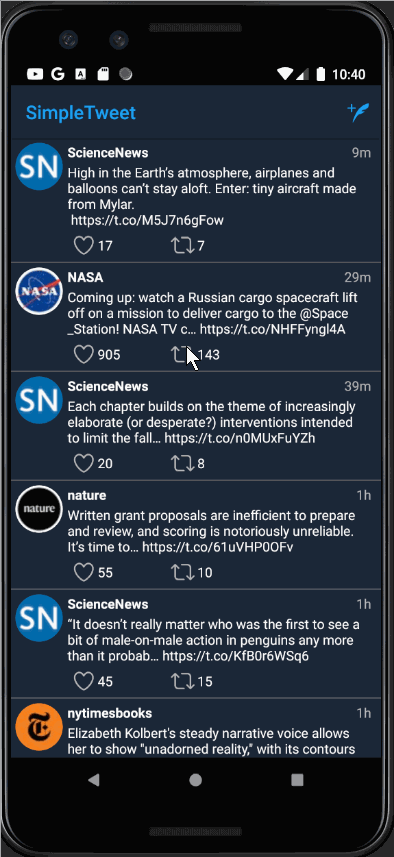 10:40
SimpleTweet
SN
ScienceNews 9m
High in the Earth's atmosphere, airplanes and
balloons can't stay aloft. Enter: tiny aircraft made
from Mylar.
https://t.co/M5J7n6gFow
17 7
NASA
NASA 29m
Coming up: watch a Russian cargo spacecraft lift
off on a mission to deliver cargo to the @Space
_Station! NASA TV c… https://t.co/NHFFyngl4A
905 143
SN
ScienceNews 39m
Each chapter builds on the theme of increasingly
elaborate (or desperate?) interventions intended
to limit the fall… https://t.co/n0MUxFuYZh
20 8
nature
nature 1h
Written grant proposals are inefficient to prepare
and review, and scoring is notoriously unreliable.
It's time to… https://t.co/61uVHP0OFv
55 10
SN
ScienceNews 1h
“It doesn't really matter who was the first to see a
bit of male-on-male action in penguins any more
than it probab… https://t.co/KfB0r6WSq6
45 15
T
nytimesbooks 1h
Elizabeth Kolbert's steady narrative voice allows
her to show "unadorned reality," with its contours